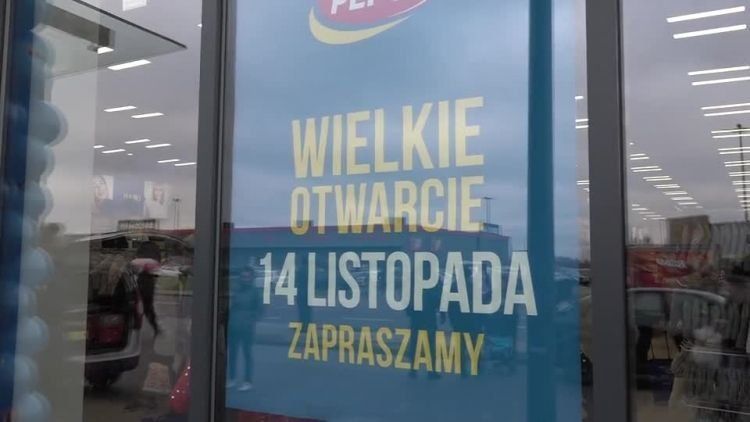 WIELKIE
OTWARCIE
14 LISTOPADA
ZAPRASZAMY